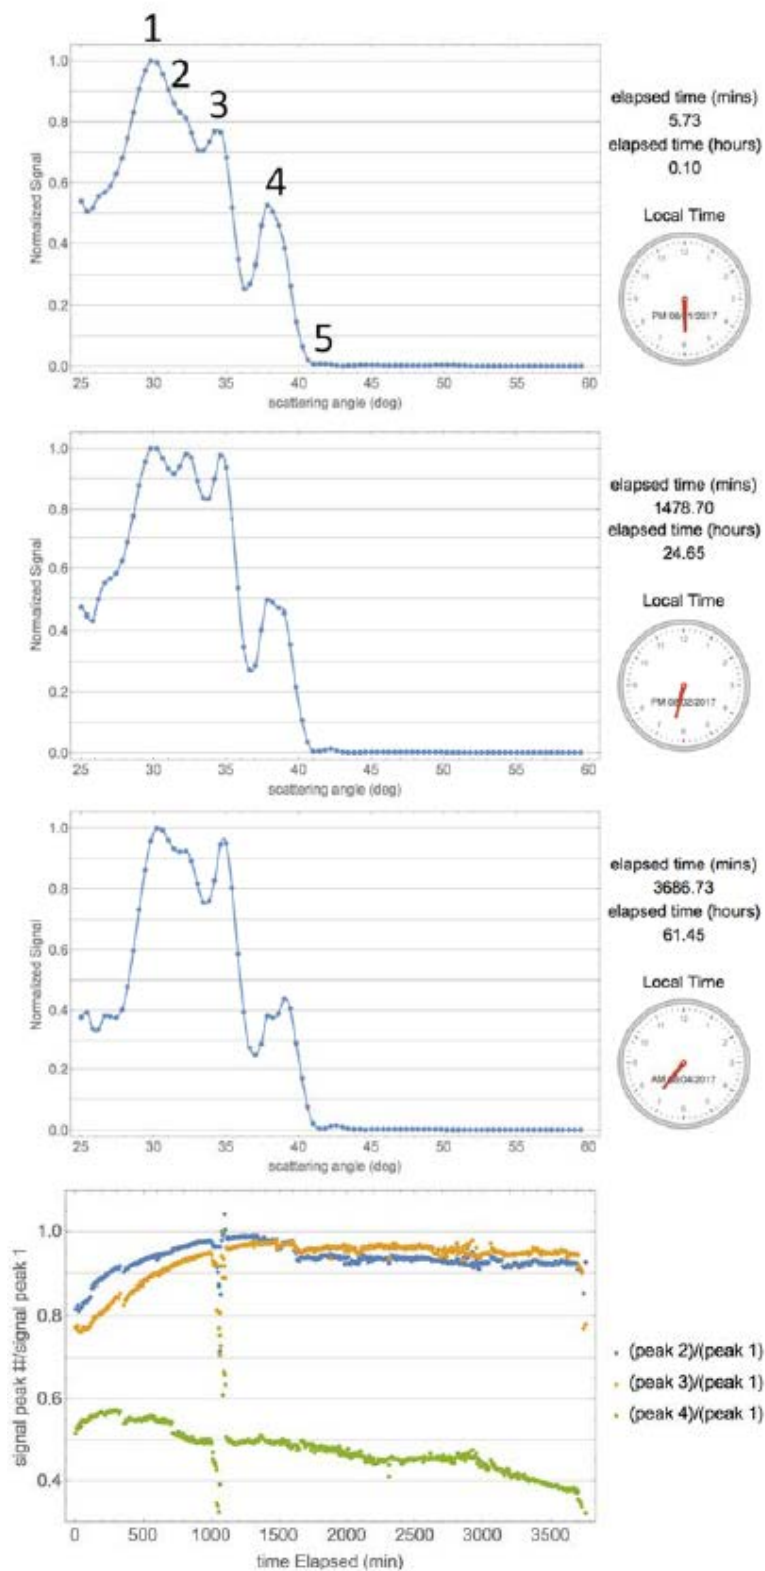 1
2
3
4
5
1.0
0.8
0.6
0.4
0.2
0.0
Normalized Signal
25 30 35 40 45 50 55 60
scattering angle (deg)
elapsed time (mins)
5.73
elapsed time (hours)
0.10
Local Time
12
1.0
0.8
0.6
0.4
0.2
0.0
Normalized Signal
25 30 35 40 45 50 55 60
scattering angle (deg)
elapsed time (mins)
1478.70
elapsed time (hours)
24.65
Local Time
12
1.0
0.8
0.6
0.4
0.2
0.0
Normalized Signal
25 30 35 40 45 50 55 60
scattering angle (deg)
elapsed time (mins)
3686.73
elapsed time (hours)
61.45
Local Time
12
1.0
0.8
0.6
0.4
signal peak #/signal peak 1
0 500 1000 1500 2000 2500 3000 3500
time Elapsed (min)
(peak 2)/(peak 1)
(peak 3)/(peak 1)
(peak 4)/(peak 1)